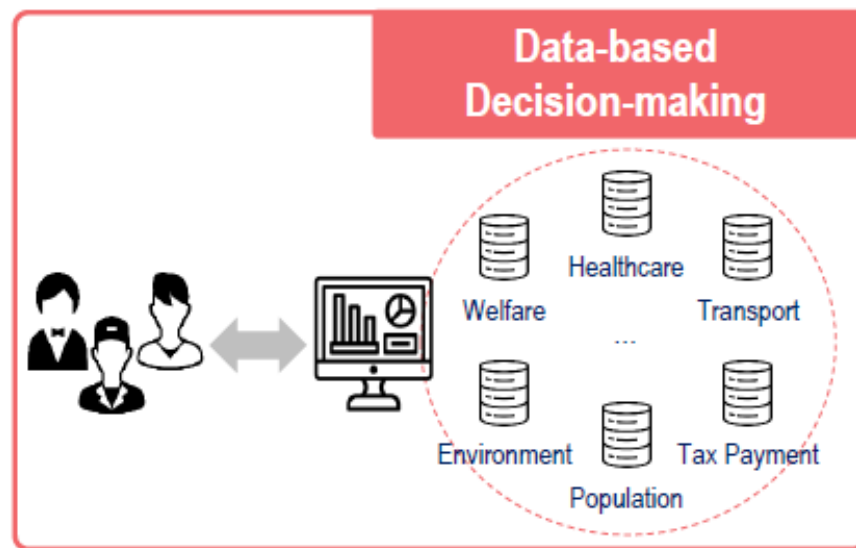 Data-based
Decision-making
Healthcare
Welfare
Transport
...
Environment
Tax Payment
Population